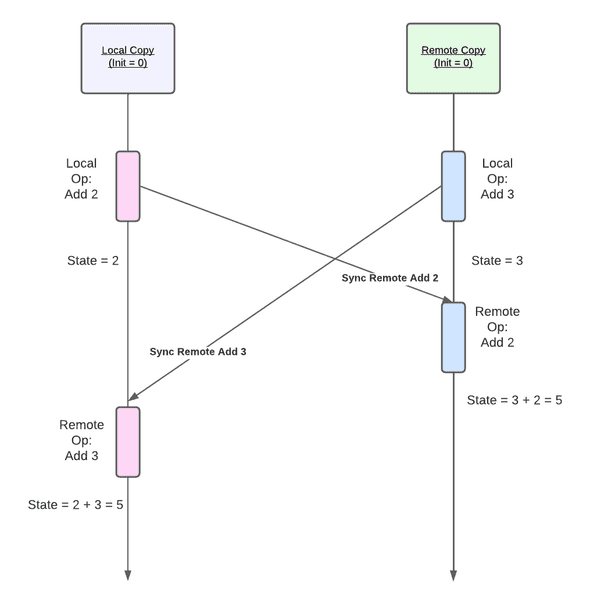 Local Copy
(Init = 0)
Remote Copy
(Init = 0)
Local
Op:
Add 2
Local
Op:
Add 3
State = 2
State = 3
Sync Remote Add 2
Remote
Op:
Add 2
Sync Remote Add 3
State = 3 + 2 = 5
Remote
Op:
Add 3
State = 2 + 3 = 5